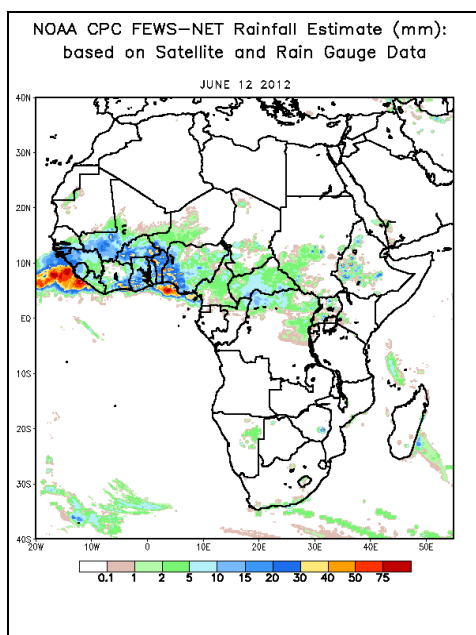 NOAA CPC FEWS-NET Rainfall Estimate (mm):
based on Satellite and Rain Gauge Data
JUNE 12 2012
40N
30N
20N
10N
EQ
10S
20S
30S
40S
20W 10W 0 10E 20E 30E 40E 50E
0.1 1 2 5 10 15 20 30 40 50 75